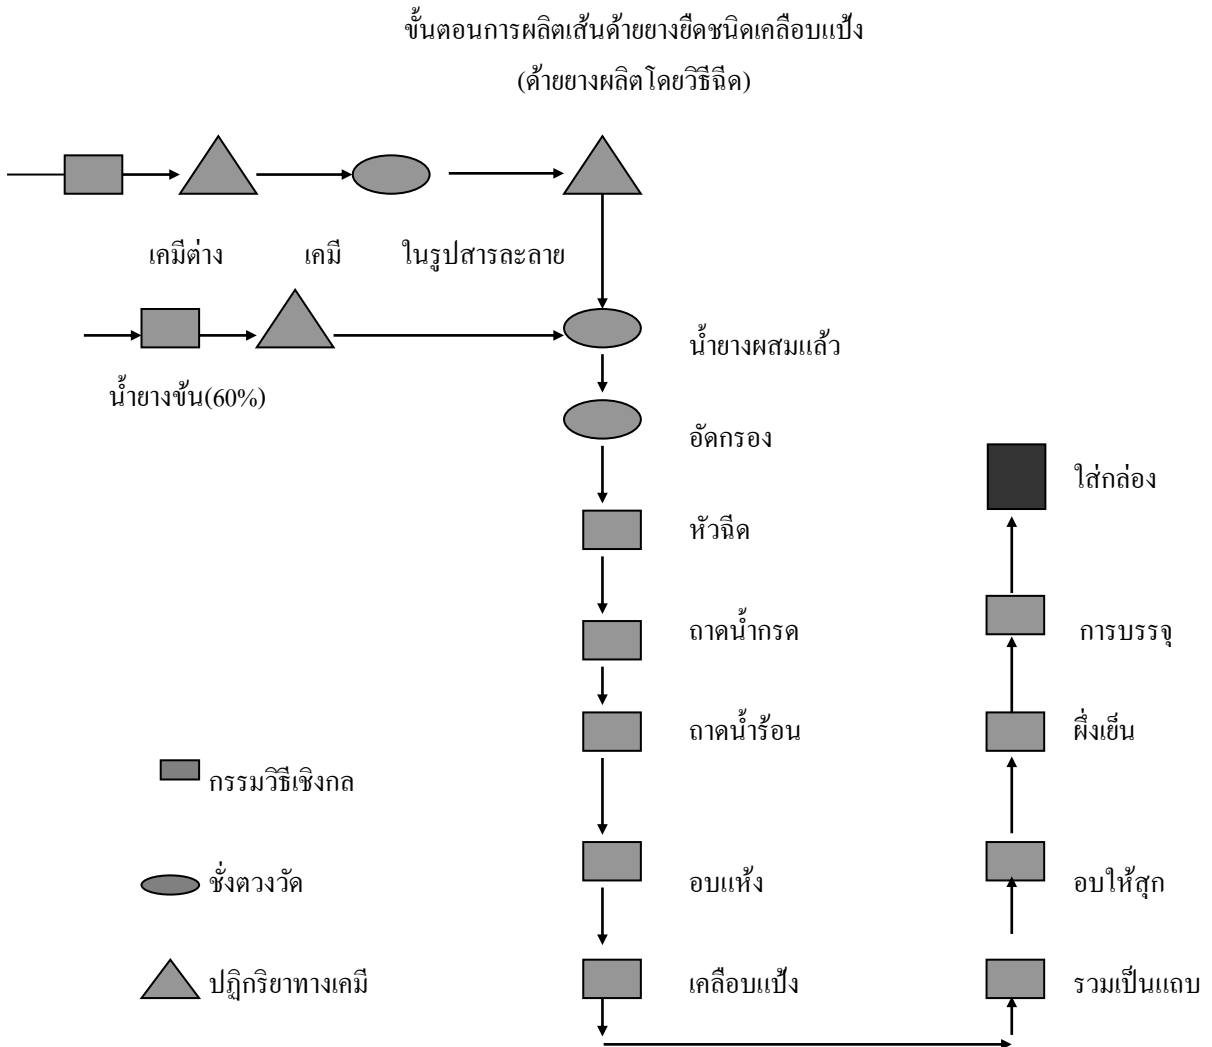 ขั้นตอนการผลิตเส้นด้ายยางยืดชนิดเคลือบแป้ง
(ด้ายยางผลิตโดยวิธีฉีด)
เคมีต่าง เคมี ในรูปสารละลาย
น้ำยางผสมแล้ว
น้ำยางข้น(60%)
อัดกรอง
ใส่กล่อง
หัวฉีด
ถาดน้ำกรด
การบรรจุ
ถาดน้ำร้อน
ผึ่งเย็น
กรรมวิธีเชิงกล
ชั่งตวงวัด
อบแห้ง
อบให้สุก
ปฏิกริยาทางเคมี
เคลือบแป้ง
รวมเป็นแถบ